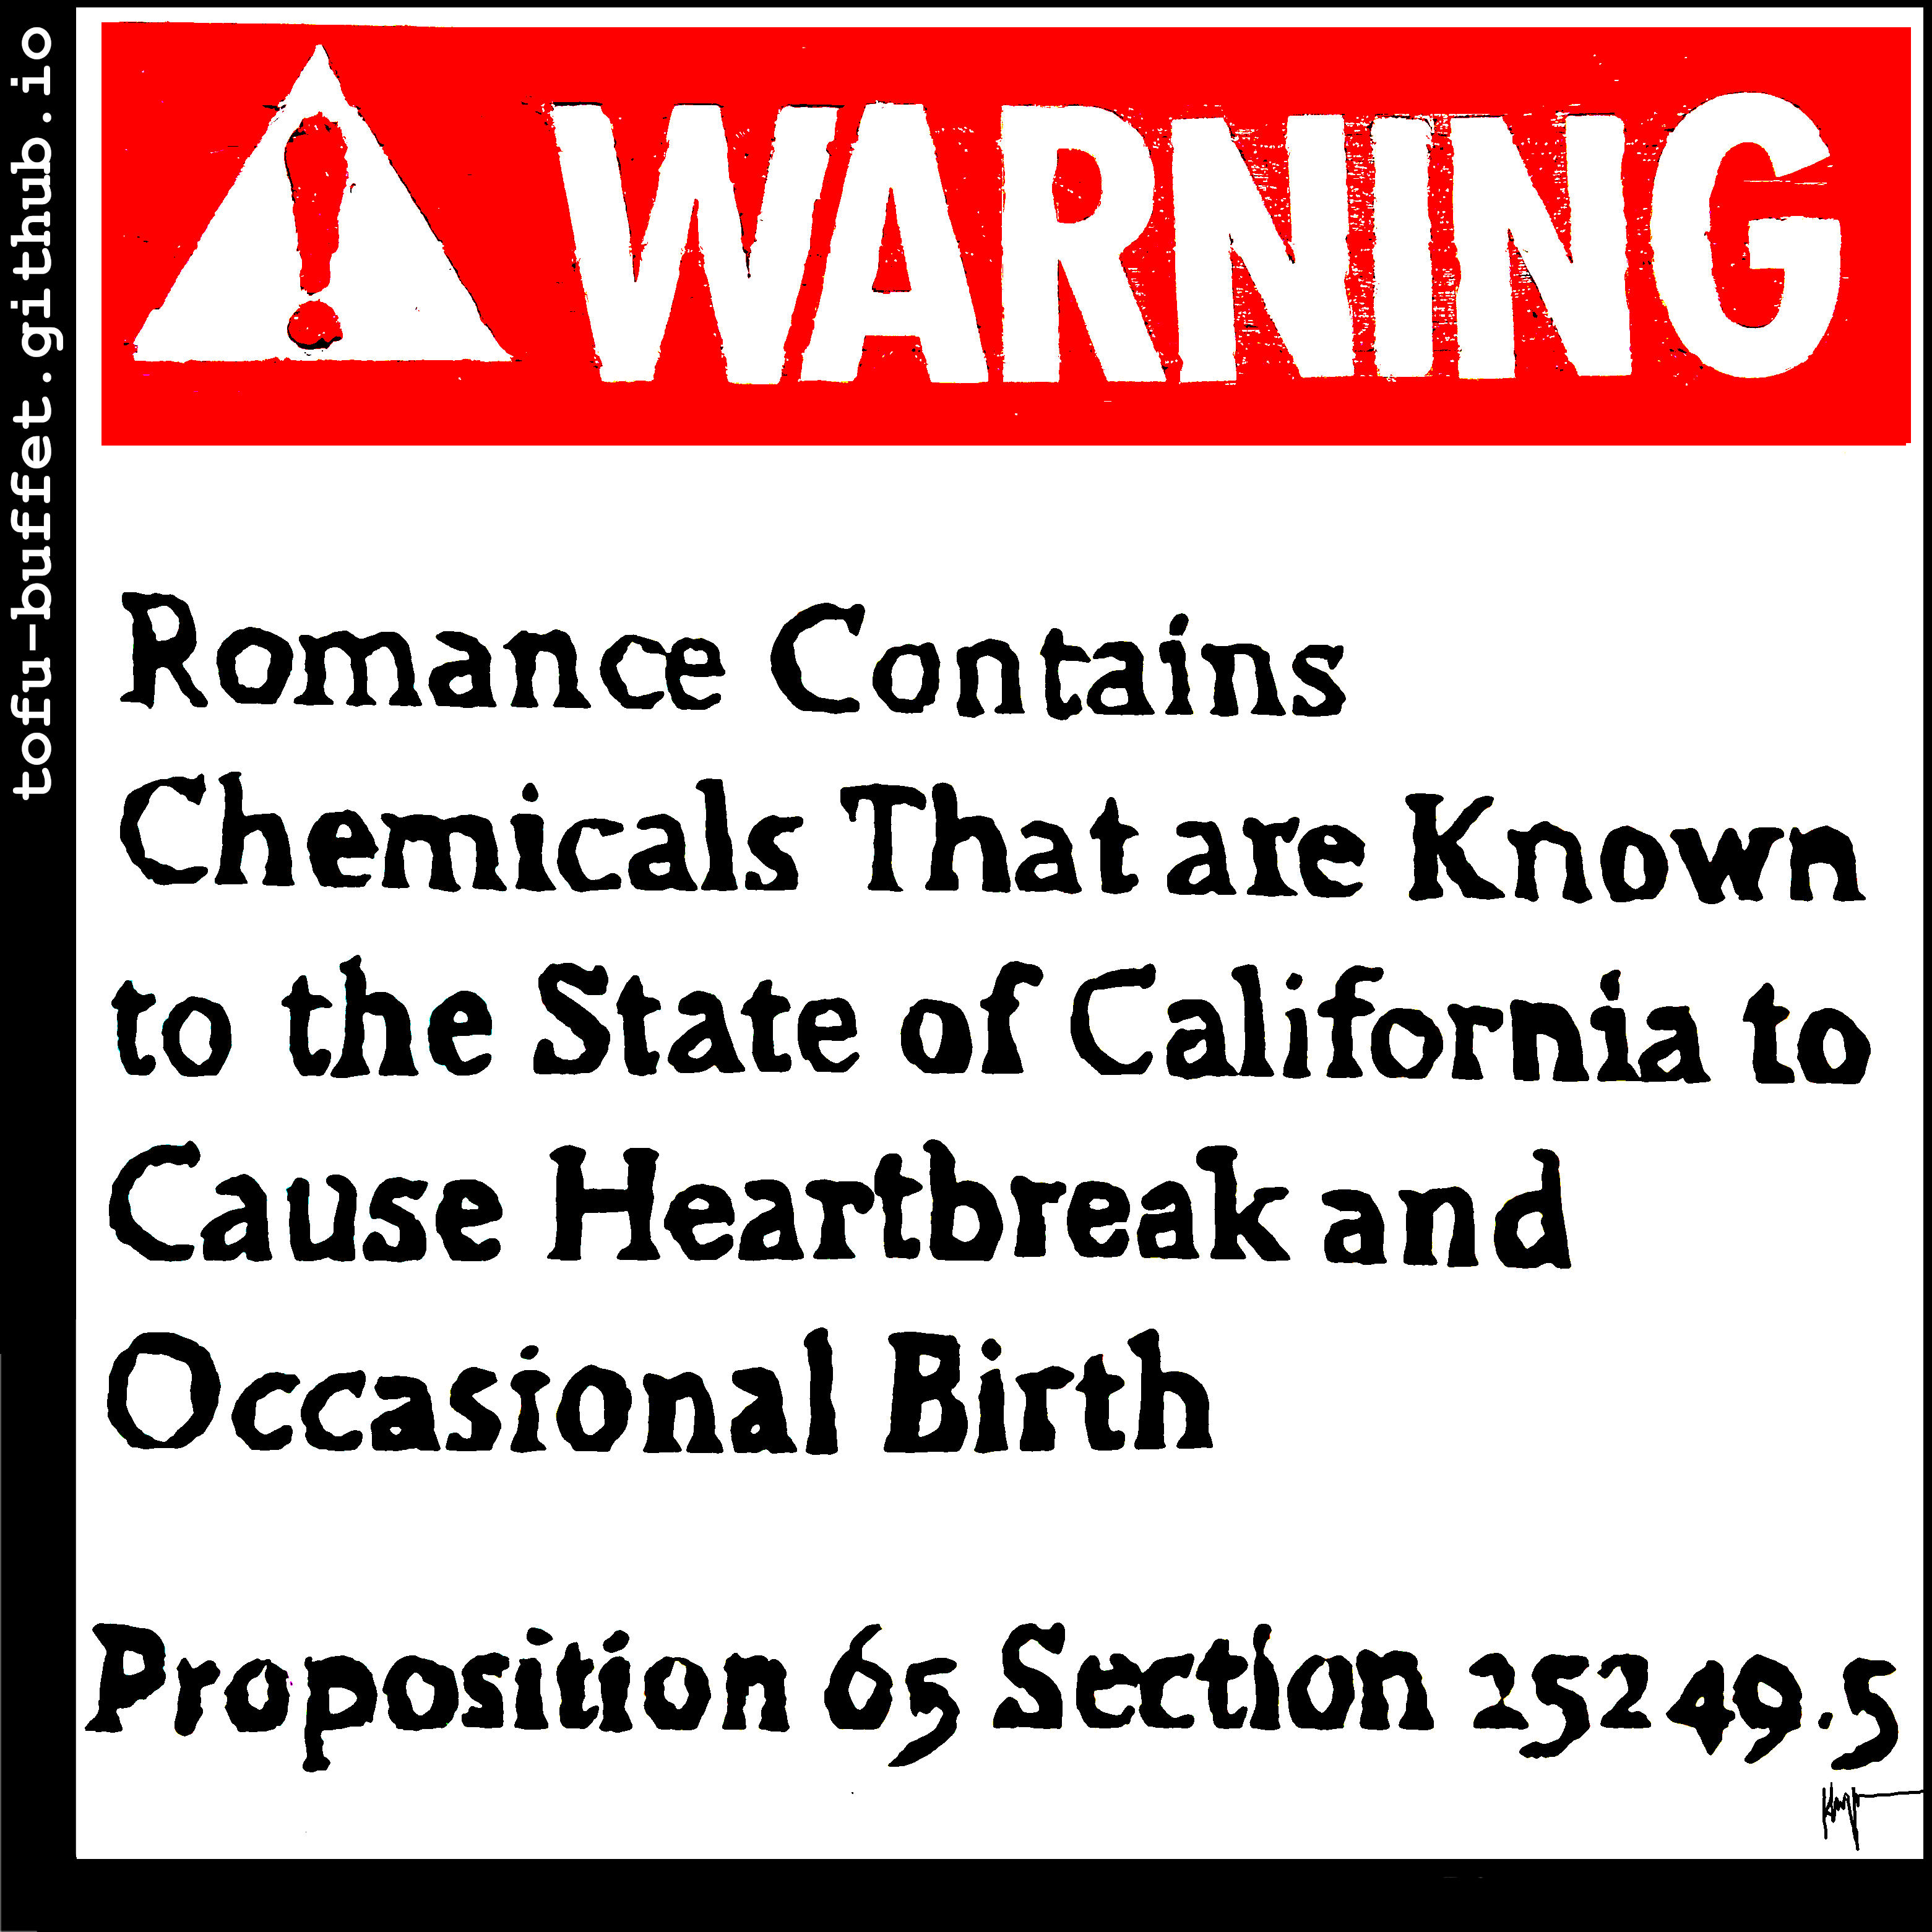 WARNING
Romance Contains
Chemicals That are Known
to the State of California to
Cause Heartbreak and
Occasional Birth
Proposition 65 Section 25249.5
tofu-buffet.github.io